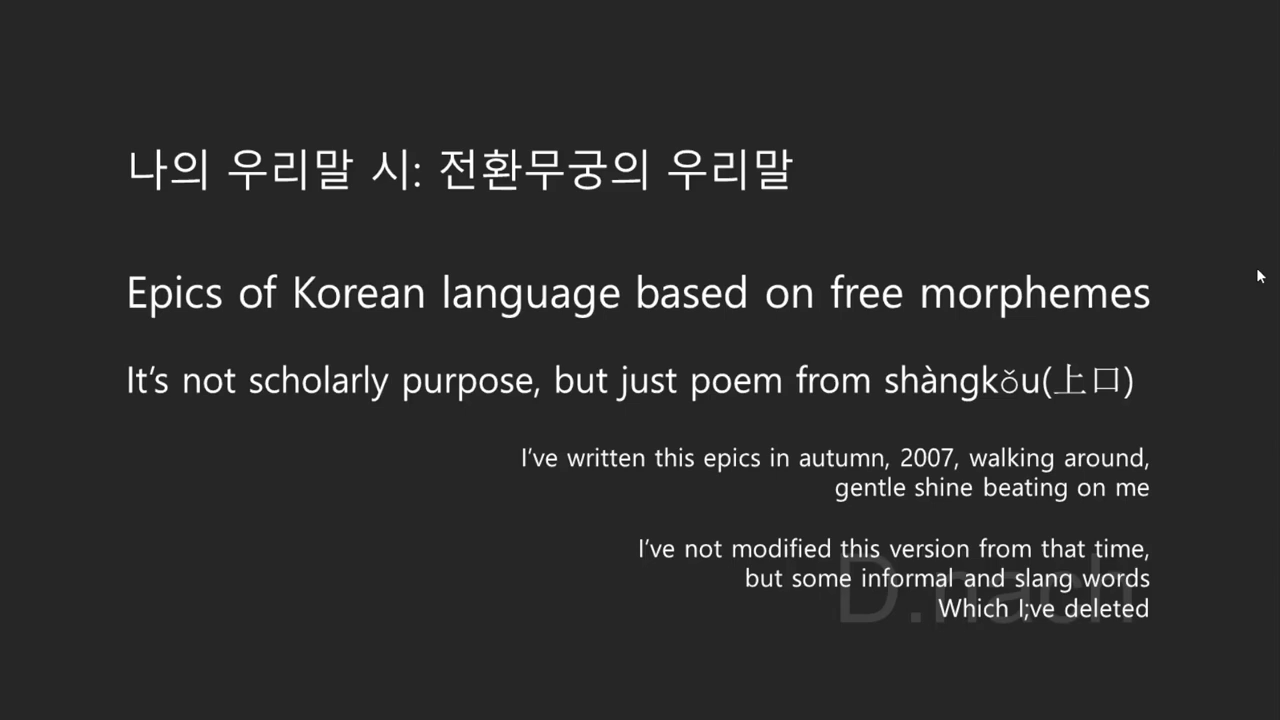 나의 우리말 시: 전환무궁의 우리말
Epics of Korean language based on free morphemes
It's not scholarly purpose, but just poem from shàngkǒu(上口)
I've written this epics in autumn, 2007, walking around,
gentle shine beating on me
I've not modified this version from that time,
but some informal and slang words
Which I;ve deleted
D.nach